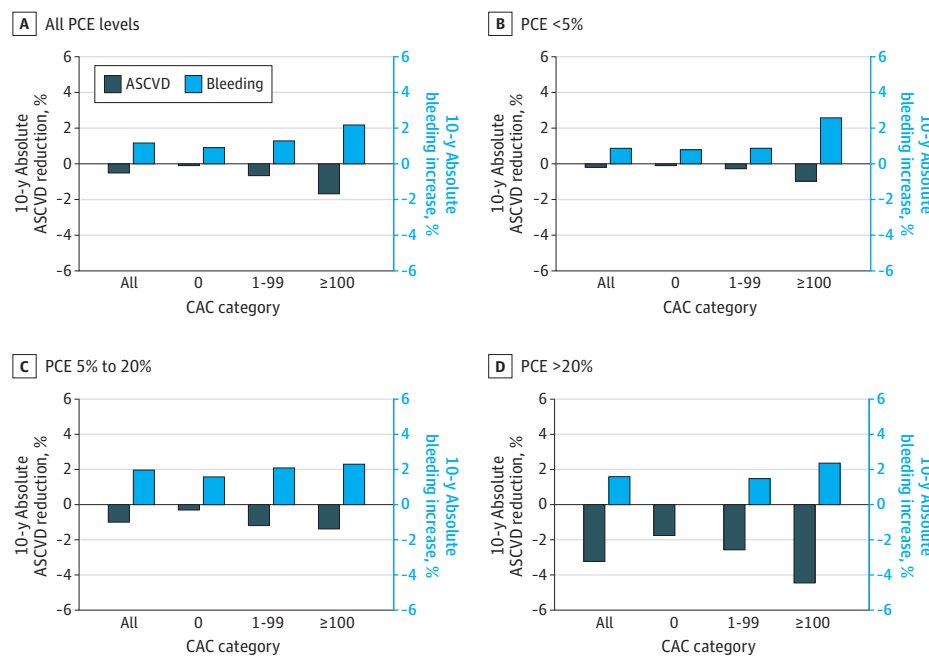 A All PCE levels
6
4
2
0
-2
-4
-6
10-y Absolute
ASCVD reduction, %
ASCVD Bleeding
6
4
2
0
-2
-4
-6
10-y Absolute
bleeding increase, %
All 0 1-99 ≥100
CAC category
B PCE <5%
6
4
2
0
-2
-4
-6
10-y Absolute
ASCVD reduction, %
6
4
2
0
-2
-4
-6
10-y Absolute
bleeding increase, %
All 0 1-99 ≥100
CAC category
C PCE 5% to 20%
6
4
2
0
-2
-4
-6
10-y Absolute
ASCVD reduction, %
6
4
2
0
-2
-4
-6
10-y Absolute
bleeding increase, %
All 0 1-99 ≥100
CAC category
D PCE >20%
6
4
2
0
-2
-4
-6
10-y Absolute
ASCVD reduction, %
6
4
2
0
-2
-4
-6
10-y Absolute
bleeding increase, %
All 0 1-99 ≥100
CAC category